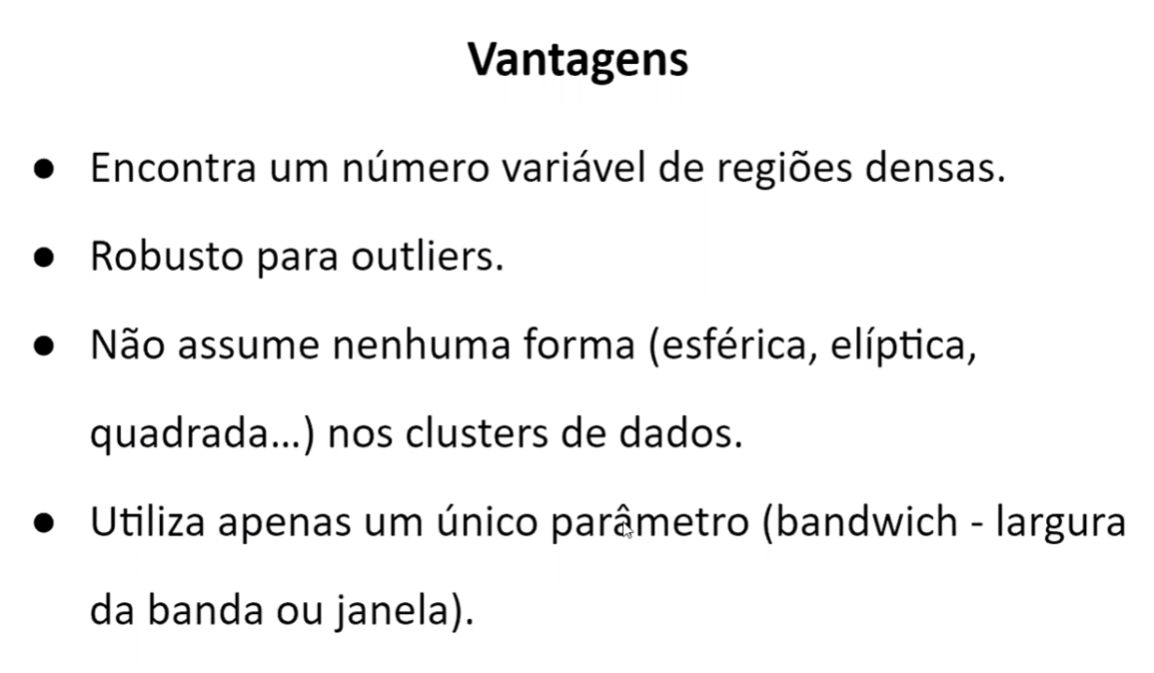 Vantagens
● Encontra um número variável de regiões densas.
● Robusto para outliers.
● Não assume nenhuma forma (esférica, elíptica,
quadrada...) nos clusters de dados.
● Utiliza apenas um único parâmetro (bandwich - largura
da banda ou janela).